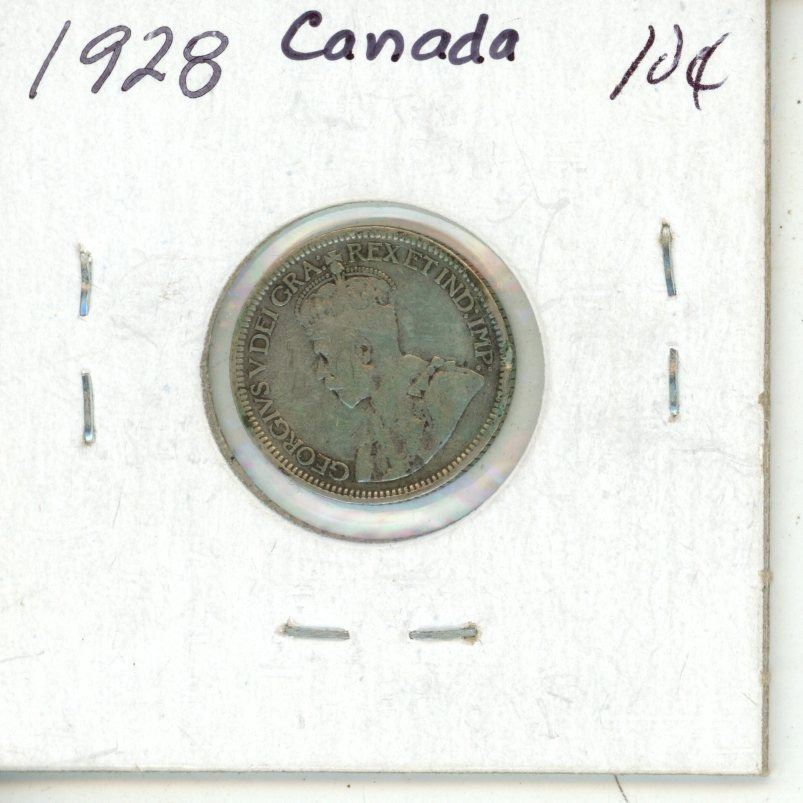 1928 Canada 10¢
GEORGIVS V DEI GRA: REX ET IND. IMP.